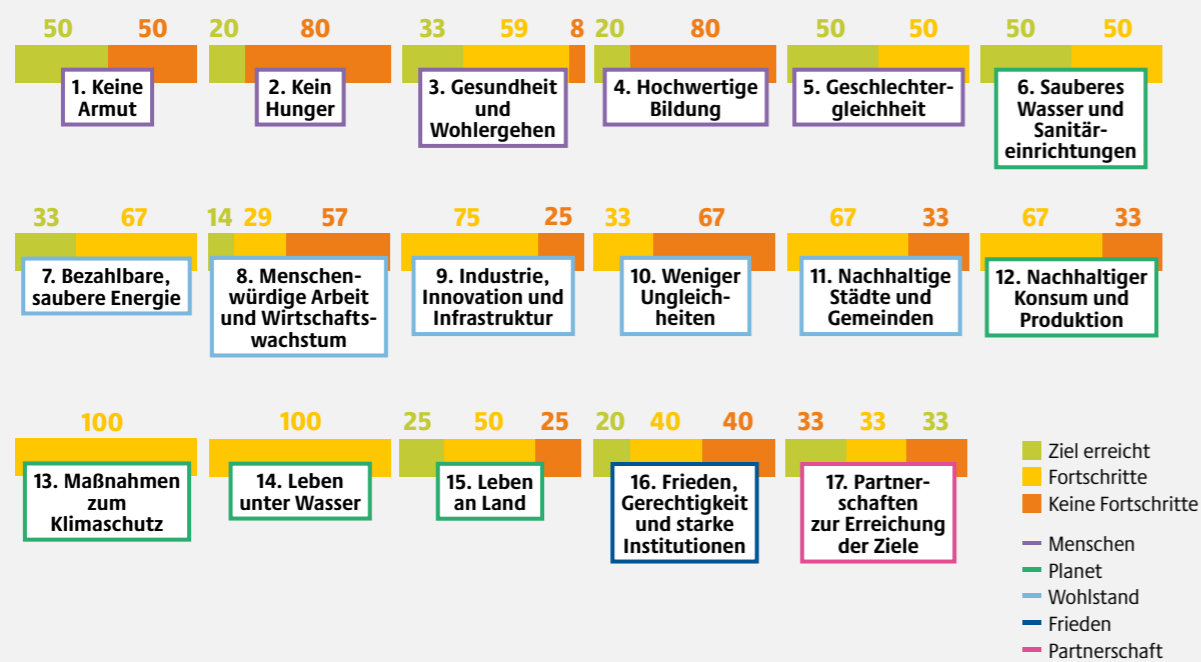 50 50
1. Keine
Armut
20 80
2. Kein
Hunger
33 59 8
3. Gesundheit
und
Wohlergehen
20 80
4. Hochwertige
Bildung
50 50
5. Geschlechter-
gleichheit
50 50
6. Sauberes
Wasser und
Sanitär-
einrichtungen
33 67
7. Bezahlbare,
saubere Energie
14 29 57
8. Menschen-
würdige Arbeit
und Wirtschafts-
wachstum
75 25
9. Industrie,
Innovation und
Infrastruktur
33 67
10. Weniger
Ungleich-
heiten
67 33
11. Nachhaltige
Städte und
Gemeinden
67 33
12. Nachhaltiger
Konsum und
Produktion
100
13. Maßnahmen
zum
Klimaschutz
100
14. Leben
unter Wasser
25 50 25
15. Leben
an Land
20 40 40
16. Frieden,
Gerechtigkeit
und starke
Institutionen
33 33 33
17. Partner-
schaften
zur Erreichung
der Ziele
Ziel erreicht
Fortschritte
Keine Fortschritte
Menschen
Planet
Wohlstand
Frieden
Partnerschaft